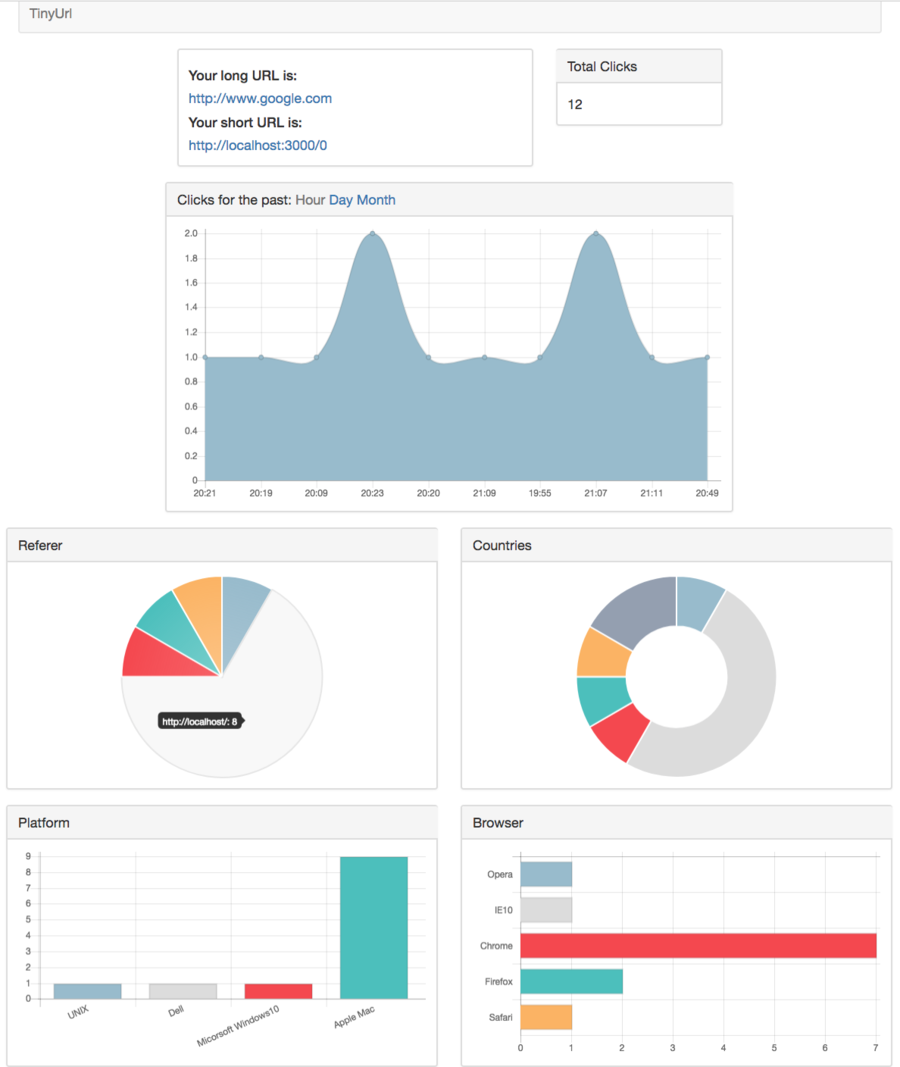 TinyUrl
Your long URL is:
http://www.google.com
Your short URL is:
http://localhost:3000/0
Total Clicks
12
Clicks for the past: Hour Day Month
2.0
1.8
1.6
1.4
1.2
1.0
0.8
0.6
0.4
0.2
0
20:21 20:19 20:09 20:23 20:20 21:09 19:55 21:07 21:11 20:49
Referer
http://localhost/: 8
Countries
Platform
9
8
7
6
5
4
3
2
1
0
UNIX Dell Micorsoft Windows10 Apple Mac
Browser
Opera
IE10
Chrome
Firefox
Safari
0 1 2 3 4 5 6 7